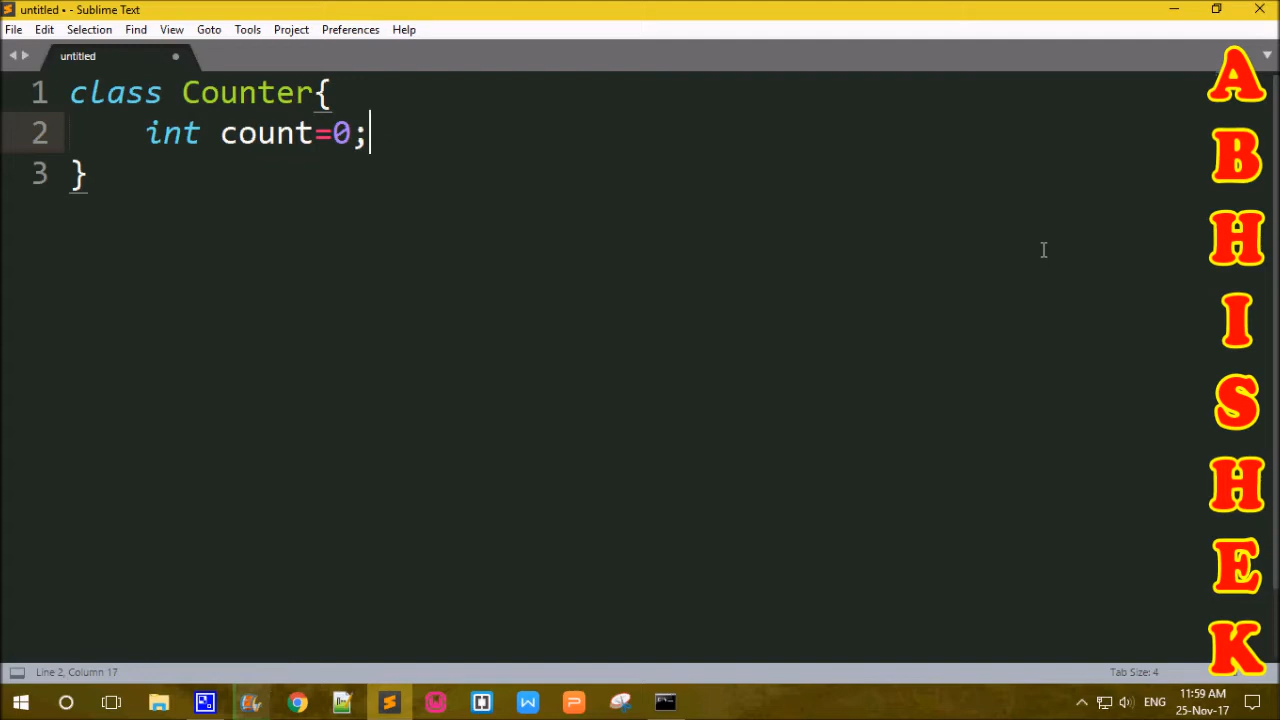 untitled • - Sublime Text
File Edit Selection Find View Goto Tools Project Preferences Help
untitled
1 class Counter{
2     int count=0;
3 }
A
B
H
I
S
H
E
K
Line 2, Column 17
Tab Size: 4
ENG
11:59 AM
25-Nov-17